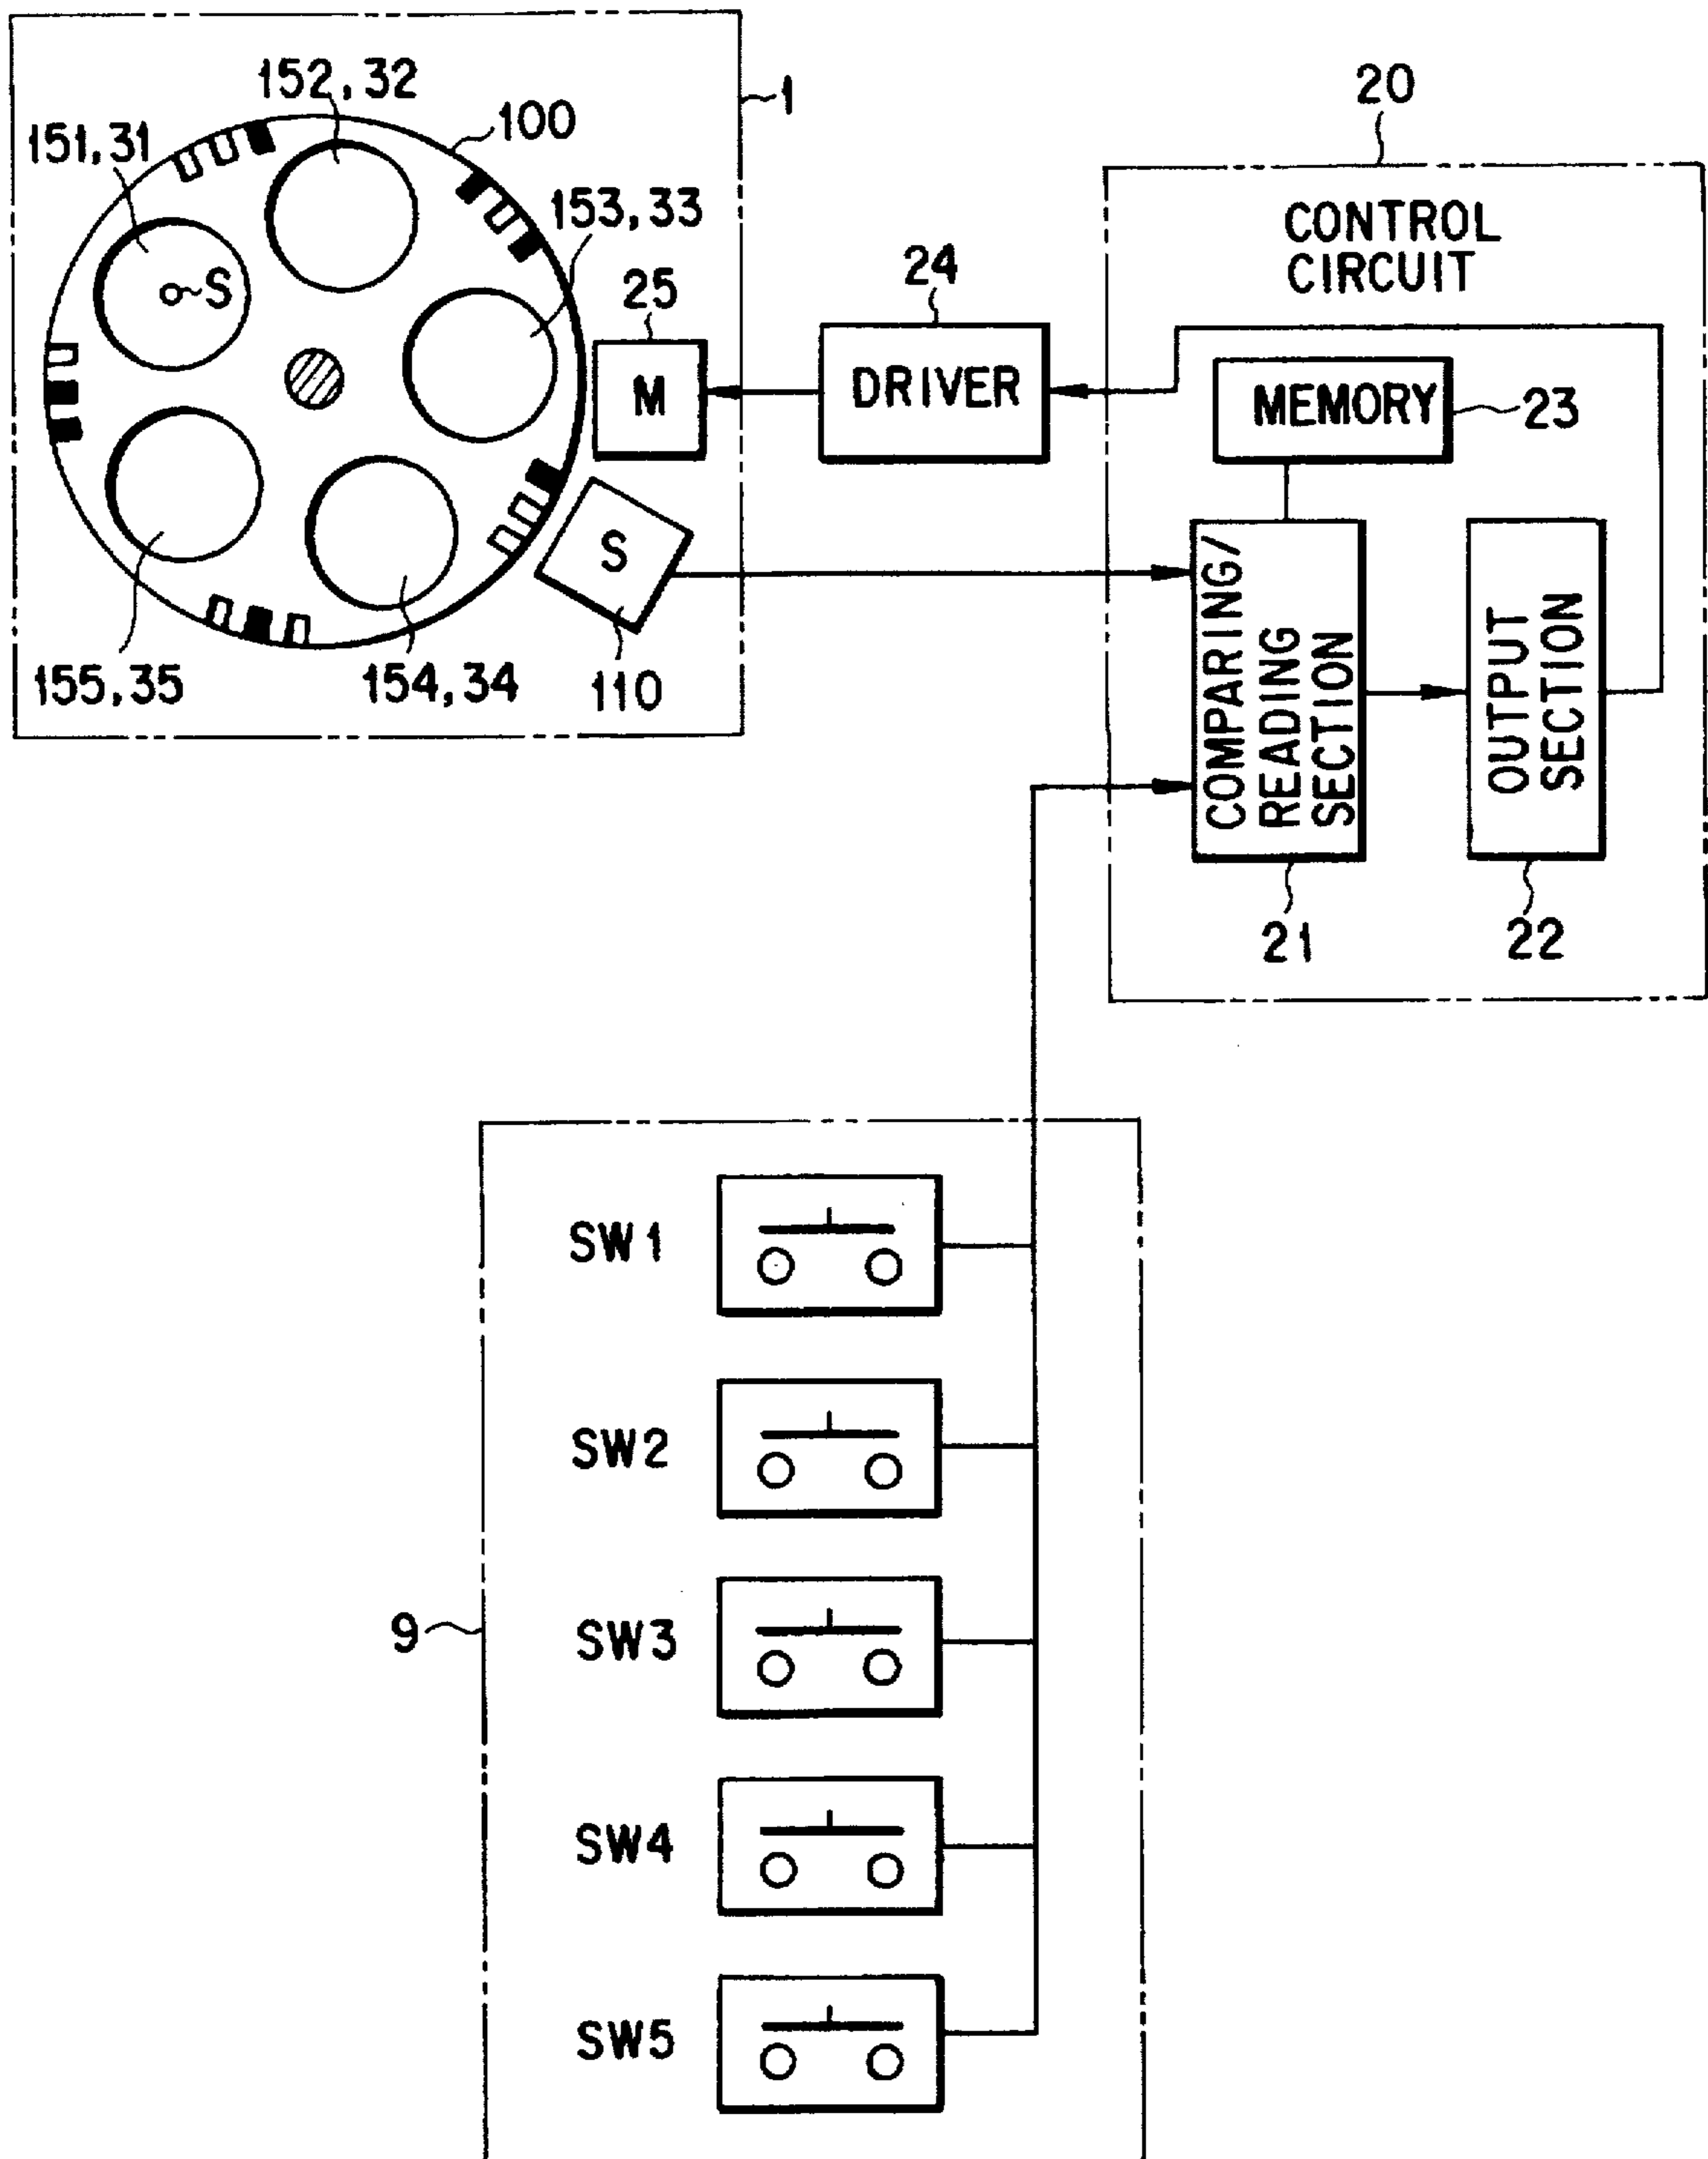 1
152,32
100
151,31
153,33
S
25
M
24
DRIVER
20
CONTROL
CIRCUIT
MEMORY
23
S
110
155,35
154,34
COMPARING/
READING
SECTION
OUTPUT
SECTION
21
22
9
SW1
SW2
SW3
SW4
SW5